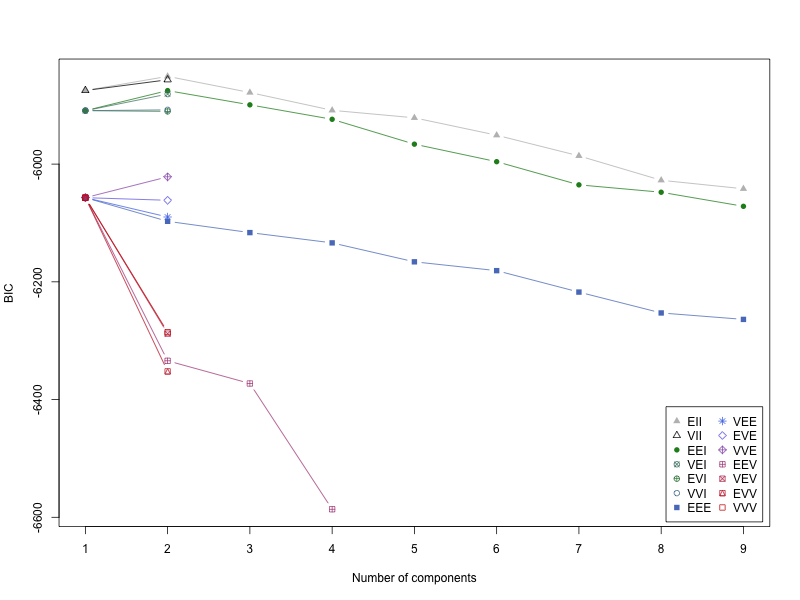 BIC
-6000
-6200
-6400
-6600
1 2 3 4 5 6 7 8 9
Number of components
EII VEE
VII EVE
EEI VVE
VEI EEV
EVI VEV
VVI EVV
EEE VVV